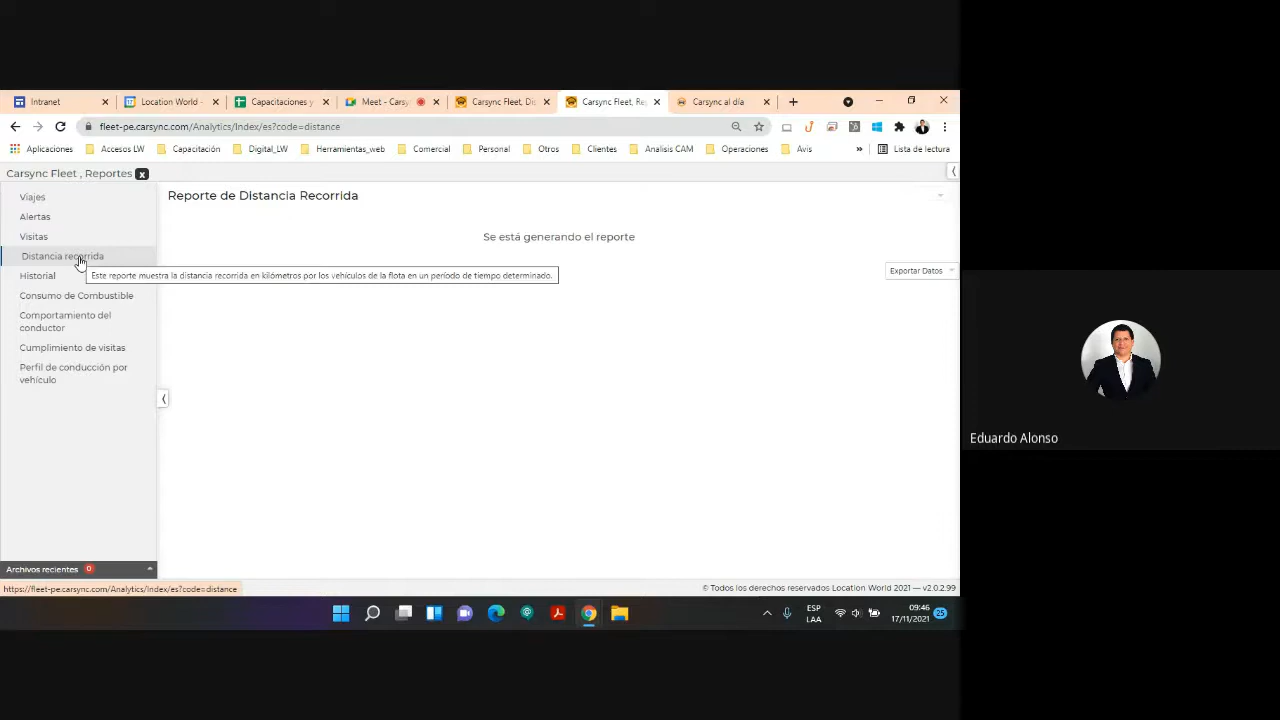 Intranet
Location World -
Capacitaciones y
Meet - Carsy
Carsync Fleet, Dis
Carsync Fleet, Re
Carsync al día
fleet-pe.carsync.com/Analytics/Index/es?code=distance
Aplicaciones
Accesos LW
Capacitación
Digital_LW
Herramientas_web
Comercial
Personal
Otros
Clientes
Analisis CAM
Operaciones
Avis
»
Lista de lectura
Carsync Fleet , Reportes x
Viajes
Alertas
Visitas
Distancia recorrida
Historial
Consumo de Combustible
Comportamiento del
conductor
Cumplimiento de visitas
Perfil de conducción por
vehículo
Reporte de Distancia Recorrida
Se está generando el reporte
Este reporte muestra la distancia recorrida en kilómetros por los vehículos de la flota en un período de tiempo determinado.
Exportar Datos
Archivos recientes 0
https://fleet-pe.carsync.com/Analytics/Index/es?code=distance
© Todos los derechos reservados Location World 2021 — v2.0.2.99
ESP
LAA
09:46
17/11/2021
25
Eduardo Alonso